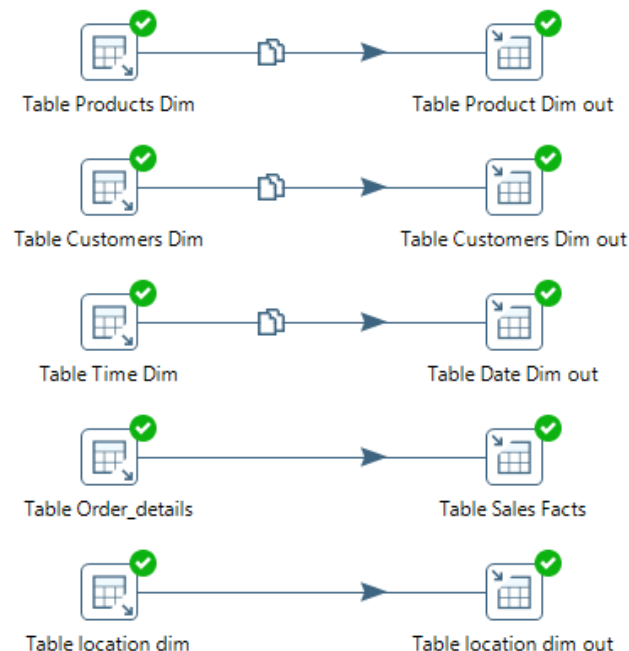 Table Products Dim
Table Product Dim out
Table Customers Dim
Table Customers Dim out
Table Time Dim
Table Date Dim out
Table Order_details
Table Sales Facts
Table location dim
Table location dim out